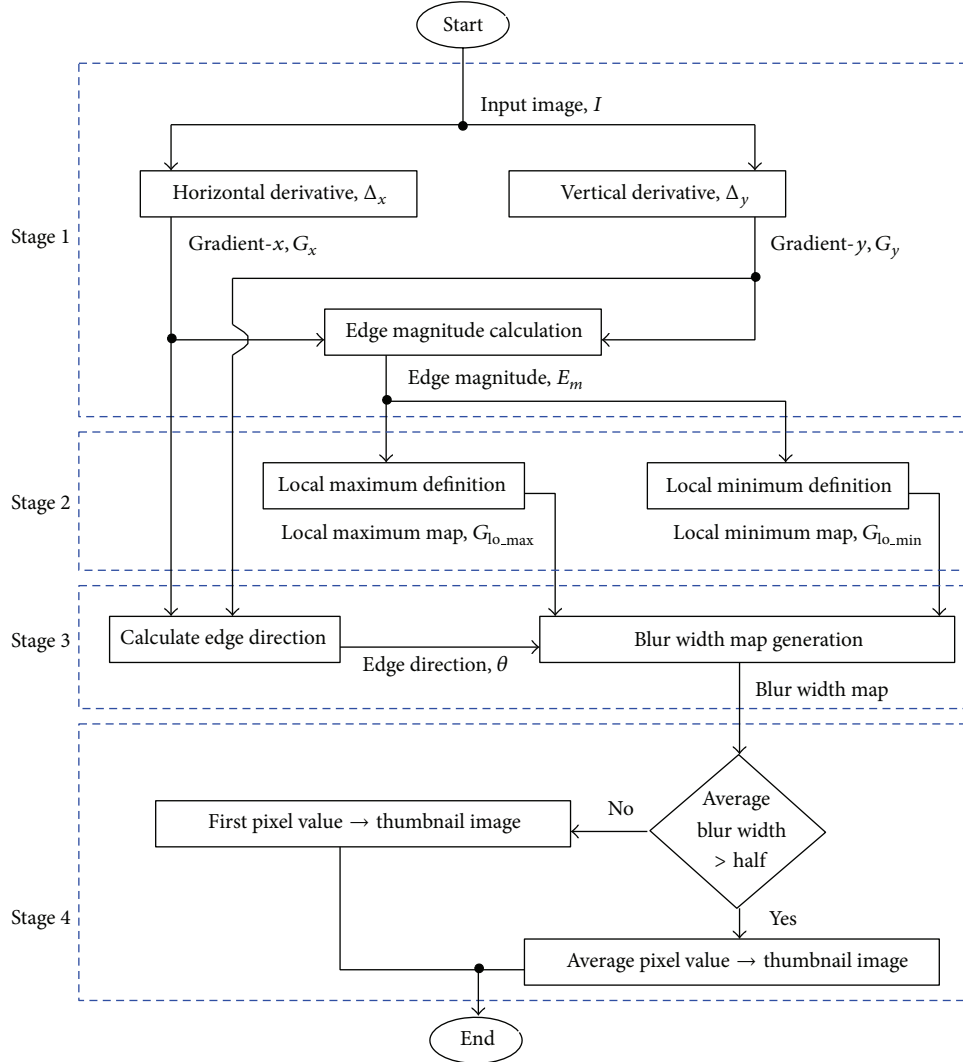 Start
Input image, I
Horizontal derivative, Δx
Vertical derivative, Δy
Stage 1
Gradient-x, Gx
Gradient-y, Gy
Edge magnitude calculation
Edge magnitude, Em
Stage 2
Local maximum definition
Local minimum definition
Local maximum map, Glo_max
Local minimum map, Glo_min
Stage 3
Calculate edge direction
Blur width map generation
Edge direction, θ
Blur width map
Stage 4
First pixel value → thumbnail image
No
Average
blur width
> half
Yes
Average pixel value → thumbnail image
End